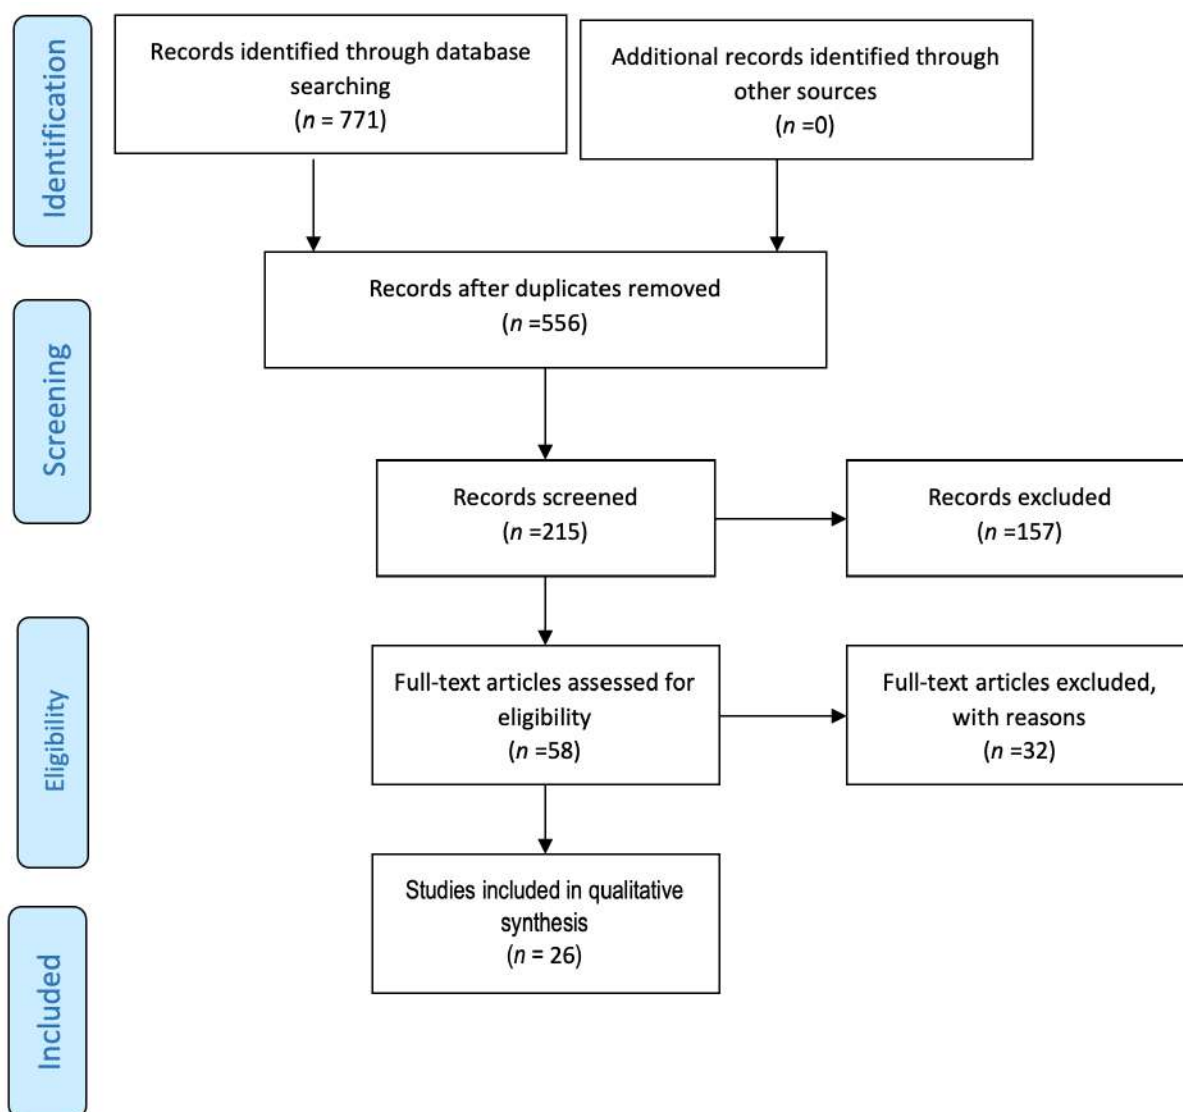 Identification
Records identified through database
searching
(n = 771)
Additional records identified through
other sources
(n =0)
Records after duplicates removed
(n =556)
Screening
Records screened
(n =215)
Records excluded
(n =157)
Eligibility
Full-text articles assessed for
eligibility
(n =58)
Full-text articles excluded,
with reasons
(n =32)
Included
Studies included in qualitative
synthesis
(n = 26)